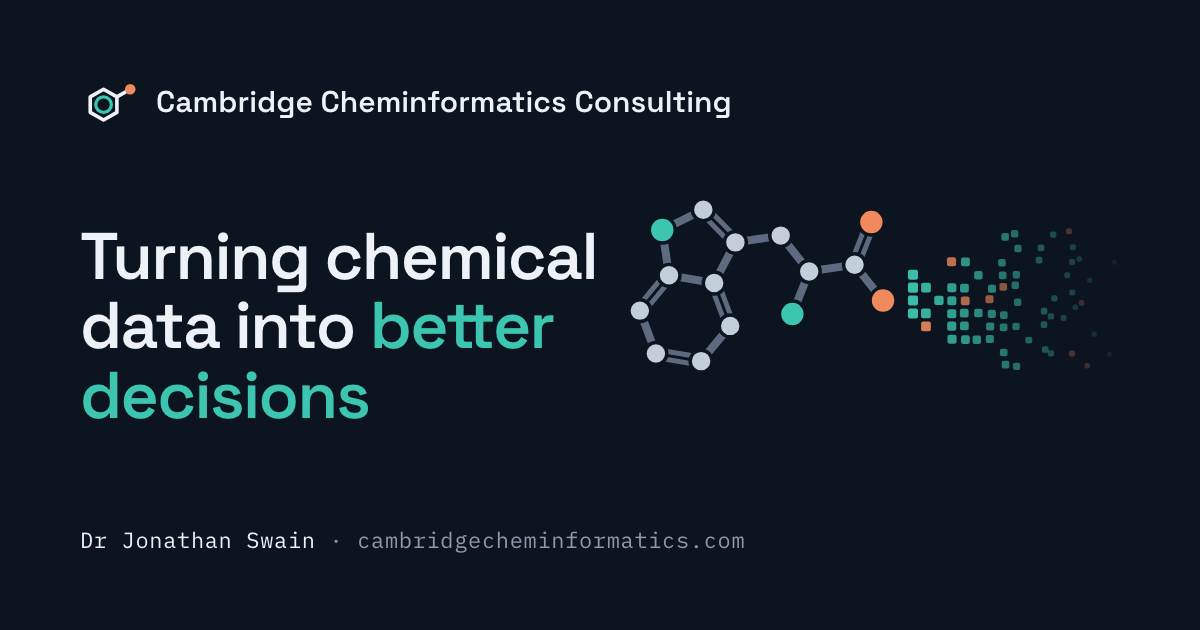 Cambridge Cheminformatics Consulting
Turning chemical
data into better
decisions
Dr Jonathan Swain · cambridgecheminformatics.com